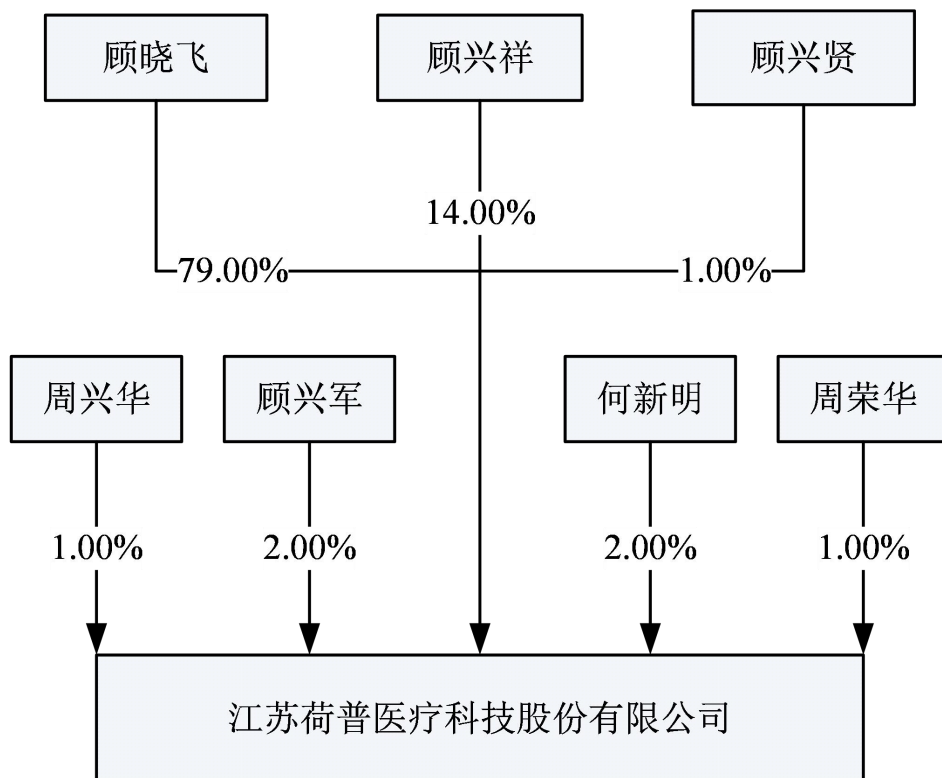 顾晓飞
顾兴祥
顾兴贤
14.00%
79.00%
1.00%
周兴华
顾兴军
何新明
周荣华
1.00%
2.00%
2.00%
1.00%
江苏荷普医疗科技股份有限公司